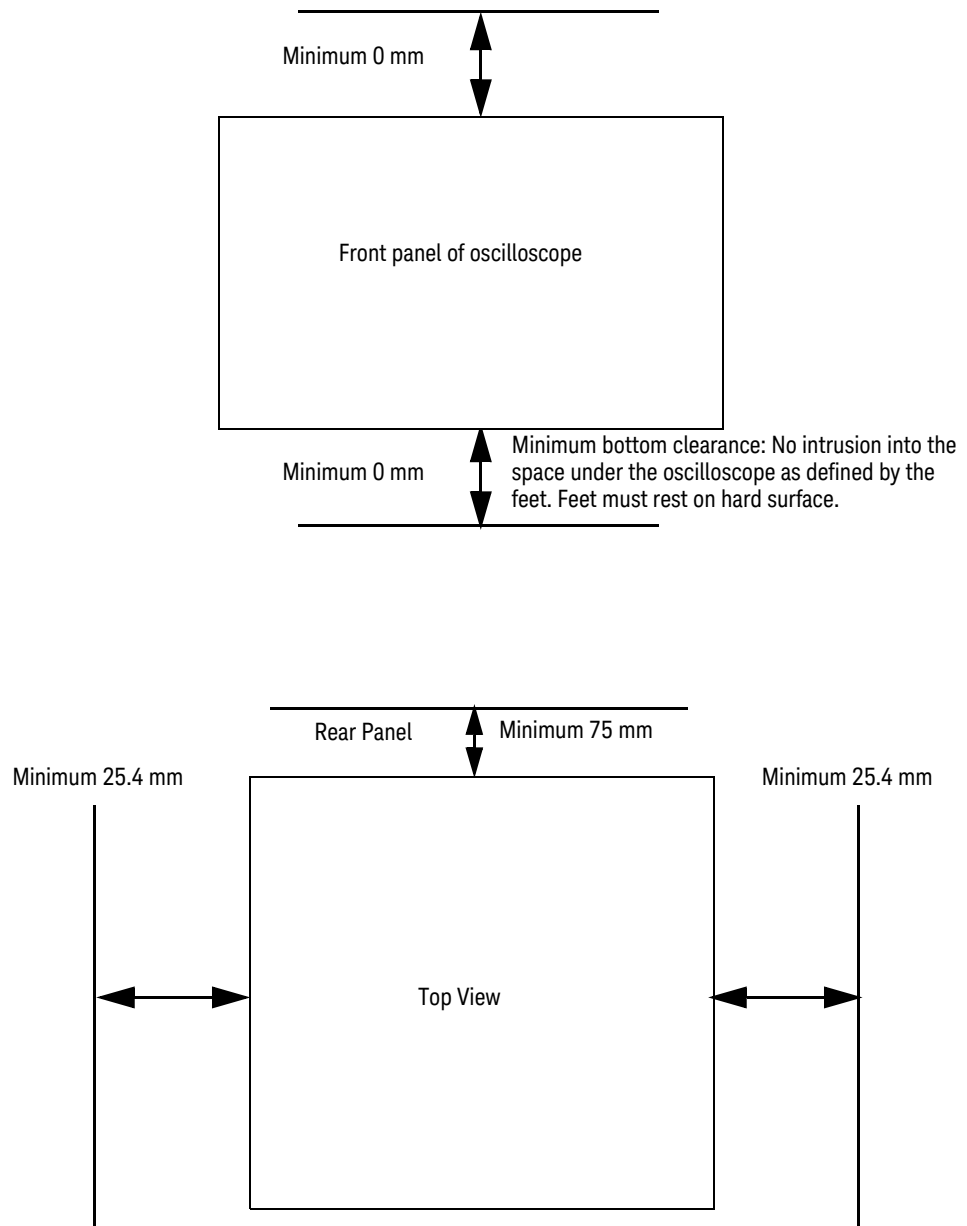 Minimum 0 mm
Front panel of oscilloscope
Minimum 0 mm
Minimum bottom clearance: No intrusion into the
space under the oscilloscope as defined by the
feet. Feet must rest on hard surface.
Rear Panel
Minimum 75 mm
Minimum 25.4 mm
Minimum 25.4 mm
Top View